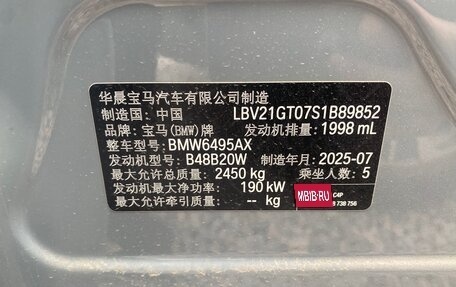 华晨宝马汽车有限公司制造
制造国: 中国 LBV21GT07S1B89852
品牌: 宝马(BMW)牌 发动机排量: 1998 mL
整车型号: BMW6495AX
发动机型号: B48B20W 制造年月: 2025-07
最大允许总质量: 2450 kg 乘坐人数: 5
发动机最大净功率: 190 kW MBIB.RU C4P
最大允许牵引质量: -- kg 738 756